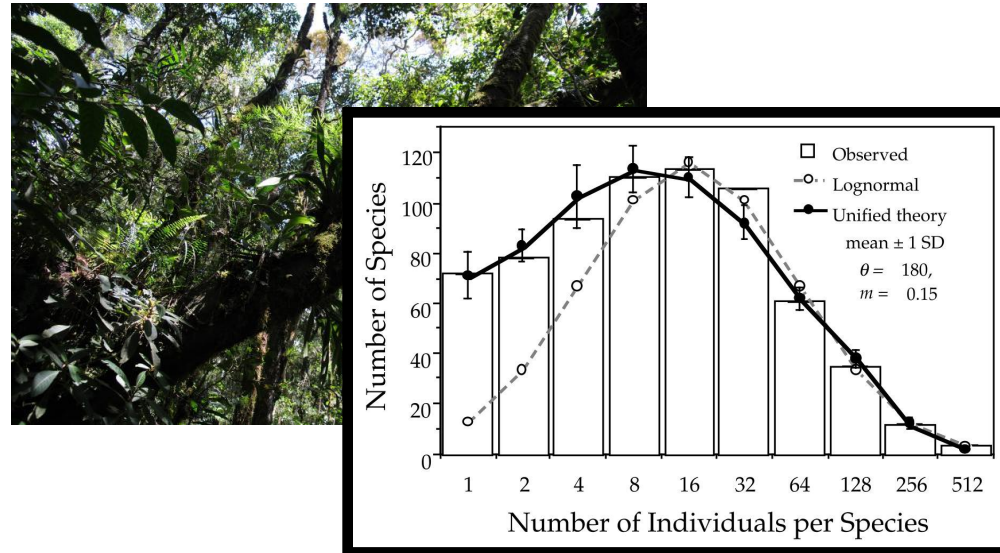 120
100
80
60
40
20
0
Number of Species
Observed
Lognormal
Unified theory
mean ± 1 SD
θ = 180,
m = 0.15
1 2 4 8 16 32 64 128 256 512
Number of Individuals per Species